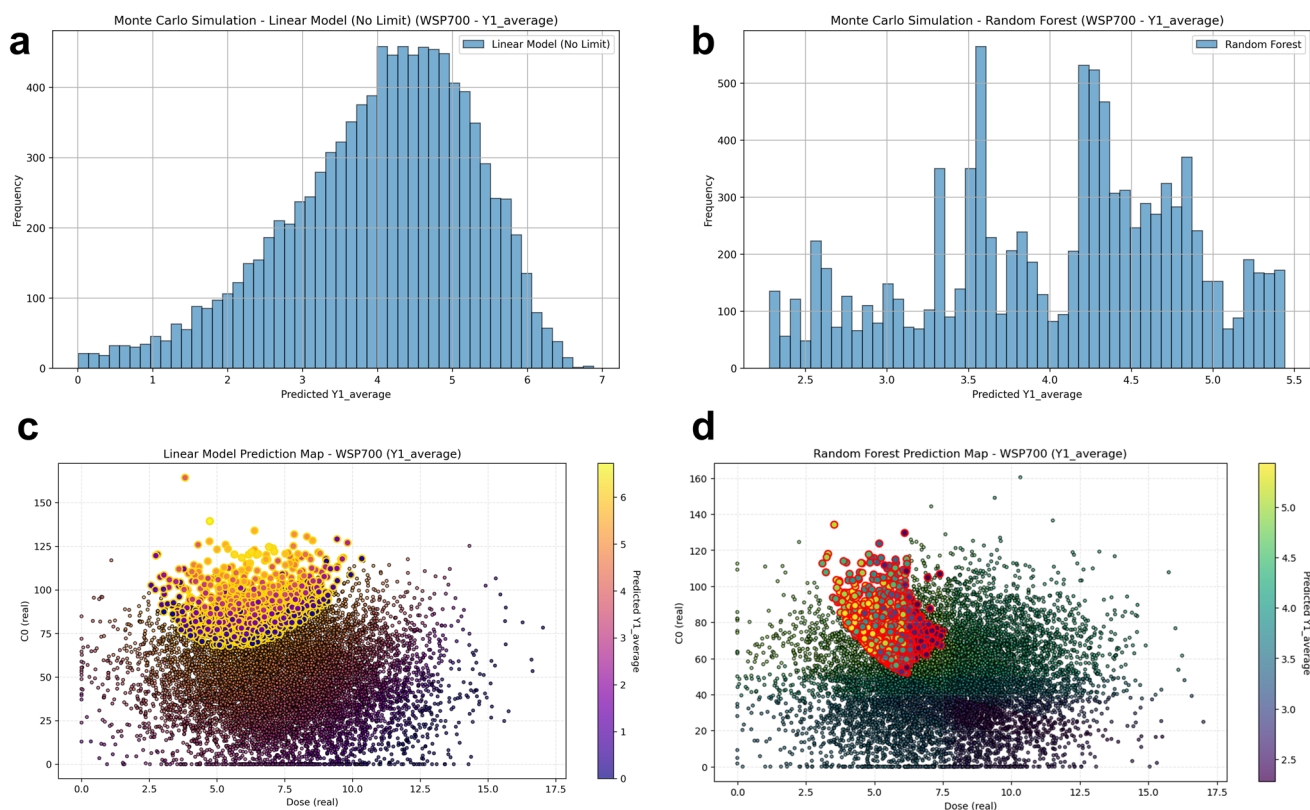 a
Monte Carlo Simulation - Linear Model (No Limit) (WSP700 - Y1_average)
Linear Model (No Limit)
Frequency
400
300
200
100
0
0 1 2 3 4 5 6 7
Predicted Y1_average
b
Monte Carlo Simulation - Random Forest (WSP700 - Y1_average)
Random Forest
Frequency
500
400
300
200
100
0
2.5 3.0 3.5 4.0 4.5 5.0 5.5
Predicted Y1_average
c
Linear Model Prediction Map - WSP700 (Y1_average)
C0 (real)
150
125
100
75
50
25
0
0.0 2.5 5.0 7.5 10.0 12.5 15.0 17.5
Dose (real)
6
5
4
3
2
1
0
Predicted Y1_average
d
Random Forest Prediction Map - WSP700 (Y1_average)
C0 (real)
160
140
120
100
80
60
40
20
0
0.0 2.5 5.0 7.5 10.0 12.5 15.0 17.5
Dose (real)
5.0
4.5
4.0
3.5
3.0
2.5
Predicted Y1_average